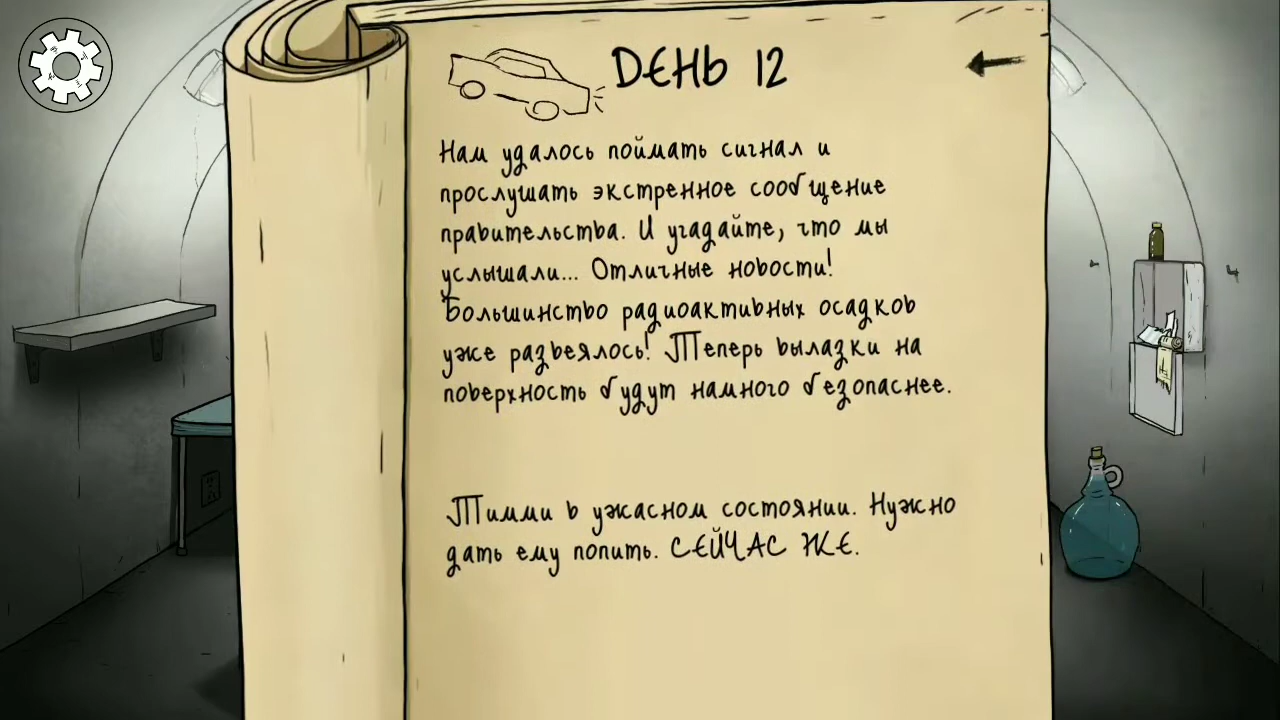 ДЕНЬ 12
Нам удалось поймать сигнал и
прослушать экстренное сообщение
правительства. И угадайте, что мы
услышали... Отличные новости!
Большинство радиоактивных осадков
уже развеялось! Теперь вылазки на
поверхность будут намного безопаснее.
Тимми в ужасном состоянии. Нужно
дать ему попить. СЕЙЧАС ЖЕ.